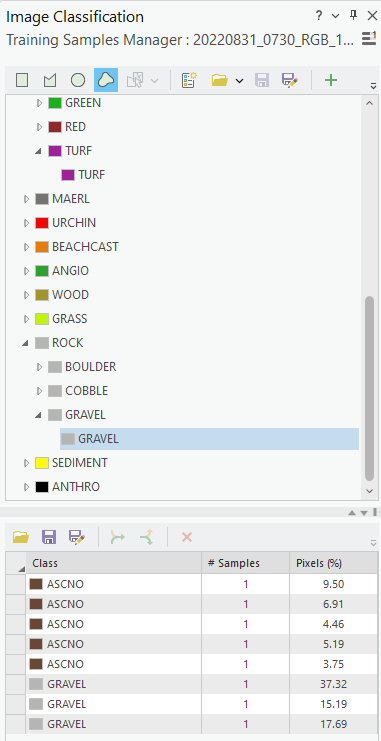 Image Classification
Training Samples Manager : 20220831_0730_RGB_1...
GREEN
RED
TURF
TURF
MAERL
URCHIN
BEACHCAST
ANGIO
WOOD
GRASS
ROCK
BOULDER
COBBLE
GRAVEL
GRAVEL
SEDIMENT
ANTHRO
Class # Samples Pixels (%)
ASCNO 1 9.50
ASCNO 1 6.91
ASCNO 1 4.46
ASCNO 1 5.19
ASCNO 1 3.75
GRAVEL 1 37.32
GRAVEL 1 15.19
GRAVEL 1 17.69